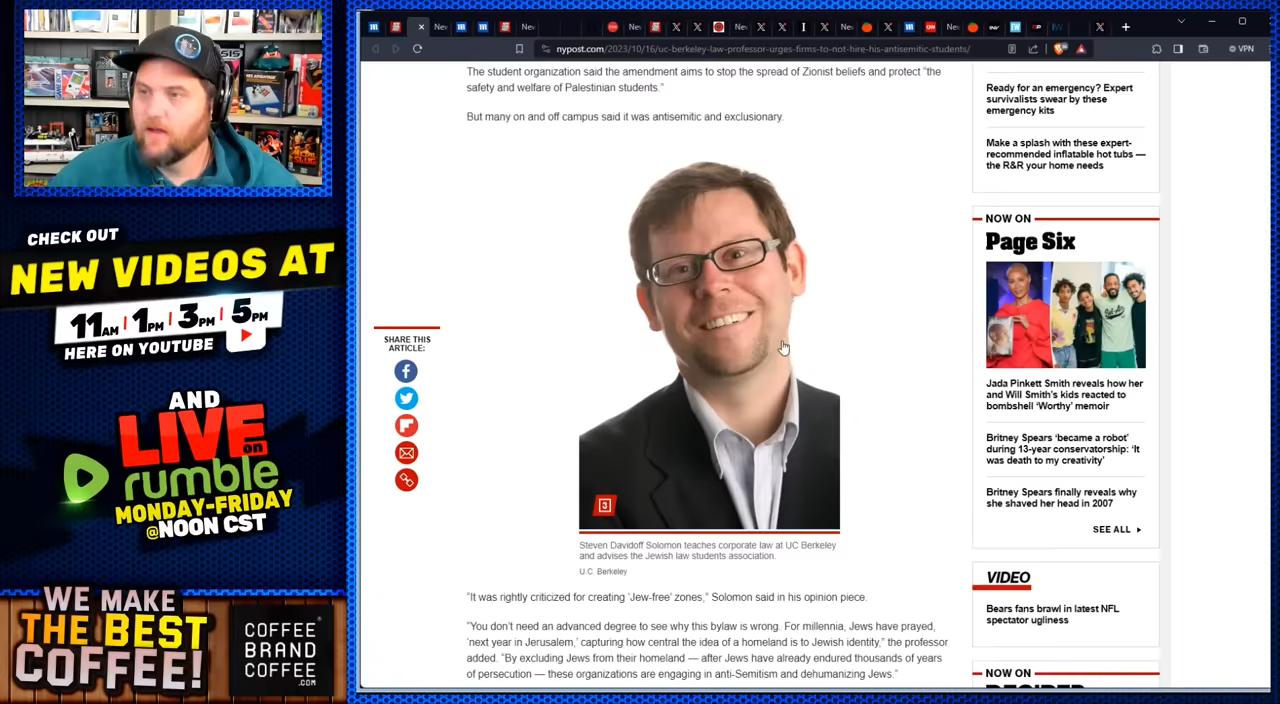 CHECK OUT
NEW VIDEOS AT
11AM | 1PM | 3PM | 5PM
HERE ON YOUTUBE
AND
LIVE on
rumble
MONDAY-FRIDAY
@NOON CST
WE MAKE
THE BEST
COFFEE!
COFFEE
BRAND
COFFEE
.COM
nypost.com/2023/10/16/uc-berkeley-law-professor-urges-firms-to-not-hire-his-antisemitic-students/
VPN
The student organization said the amendment aims to stop the spread of Zionist beliefs and protect "the
safety and welfare of Palestinian students."
But many on and off campus said it was antisemitic and exclusionary.
SHARE THIS
ARTICLE:
3
Steven Davidoff Solomon teaches corporate law at UC Berkeley
and advises the Jewish law students association.
U.C. Berkeley
"It was rightly criticized for creating 'Jew-free' zones," Solomon said in his opinion piece.
"You don't need an advanced degree to see why this bylaw is wrong. For millennia, Jews have prayed,
'next year in Jerusalem,' capturing how central the idea of a homeland is to Jewish identity," the professor
added. "By excluding Jews from their homeland — after Jews have already endured thousands of years
of persecution — these organizations are engaging in anti-Semitism and dehumanizing Jews."
Ready for an emergency? Expert
survivalists swear by these
emergency kits
Make a splash with these expert-
recommended inflatable hot tubs —
the R&R your home needs
NOW ON
Page Six
Jada Pinkett Smith reveals how her
and Will Smith's kids reacted to
bombshell 'Worthy' memoir
Britney Spears 'became a robot'
during 13-year conservatorship: 'It
was death to my creativity'
Britney Spears finally reveals why
she shaved her head in 2007
SEE ALL
VIDEO
Bears fans brawl in latest NFL
spectator ugliness
NOW ON